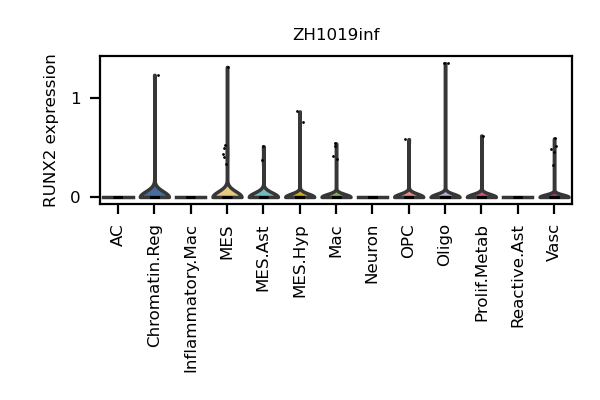 ZH1019inf
RUNX2 expression
1
0
AC
Chromatin.Reg
Inflammatory.Mac
MES
MES.Ast
MES.Hyp
Mac
Neuron
OPC
Oligo
Prolif.Metab
Reactive.Ast
Vasc